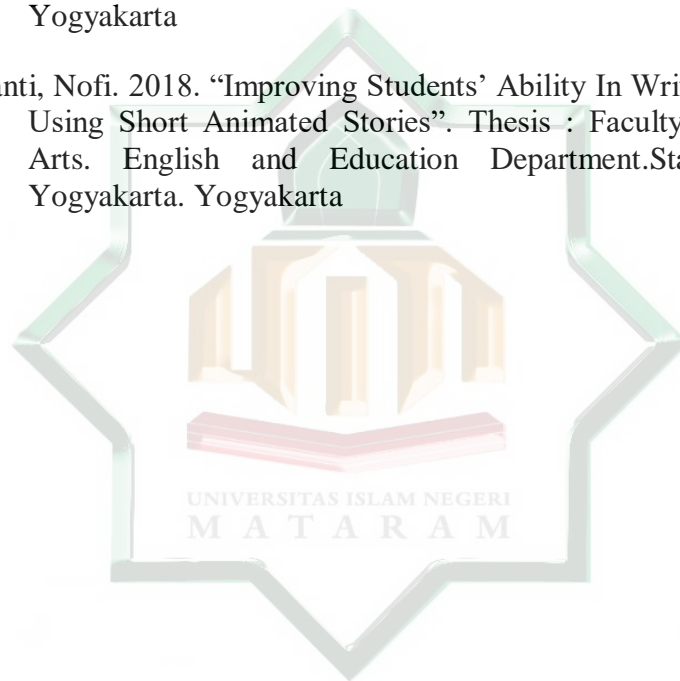 Yogyakarta
anti, Nofi. 2018. “Improving Students’ Ability In Wri
Using Short Animated Stories”. Thesis : Faculty
Arts. English and Education Department.Sta
Yogyakarta. Yogyakarta
UNIVERSITAS ISLAM NEGERI
MATARAM